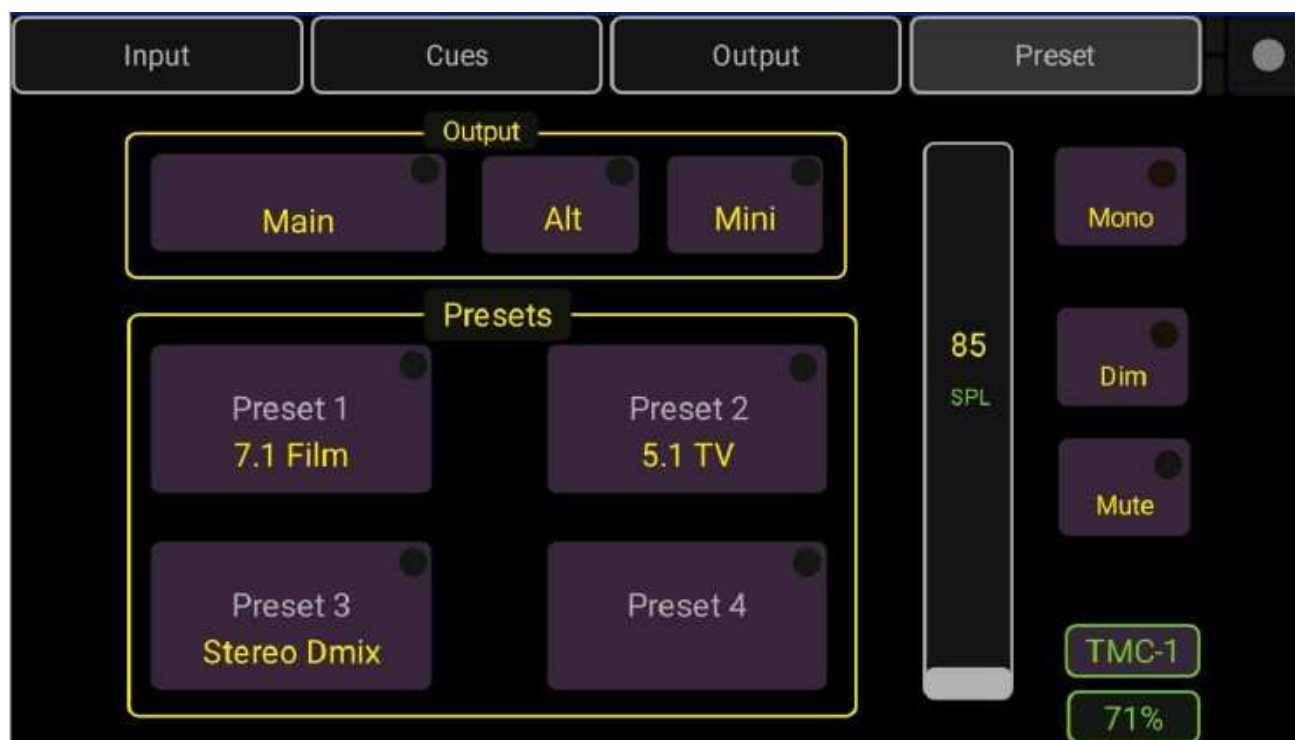 Input
Cues
Output
Preset
Output
Main
Alt
Mini
Mono
Presets
Preset 1
7.1 Film
Preset 2
5.1 TV
85
SPL
Dim
Mute
Preset 3
Stereo Dmix
Preset 4
TMC-1
71%